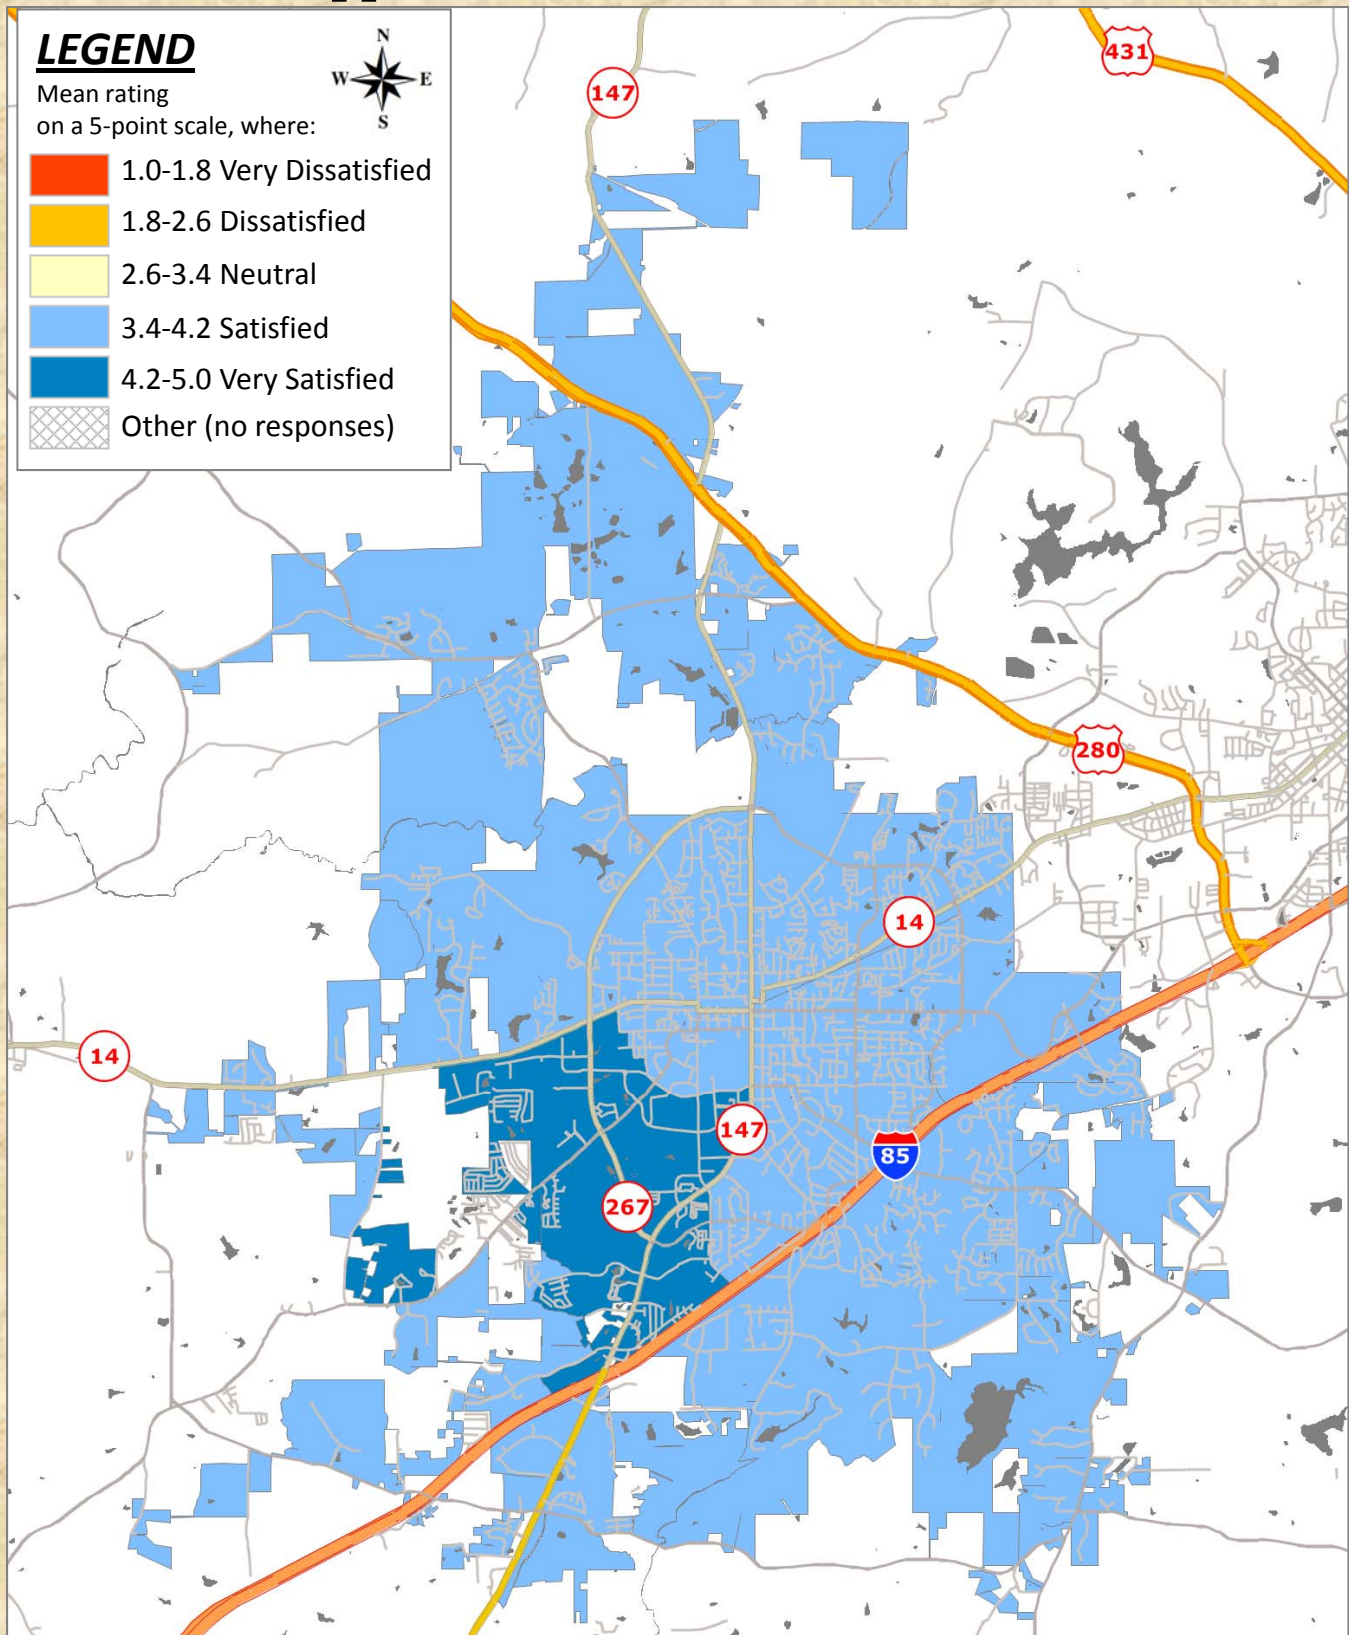 LEGEND
N
W E
S
Mean rating
on a 5-point scale, where:
1.0-1.8 Very Dissatisfied
1.8-2.6 Dissatisfied
2.6-3.4 Neutral
3.4-4.2 Satisfied
4.2-5.0 Very Satisfied
Other (no responses)
431
147
280
14
14
147
85
267